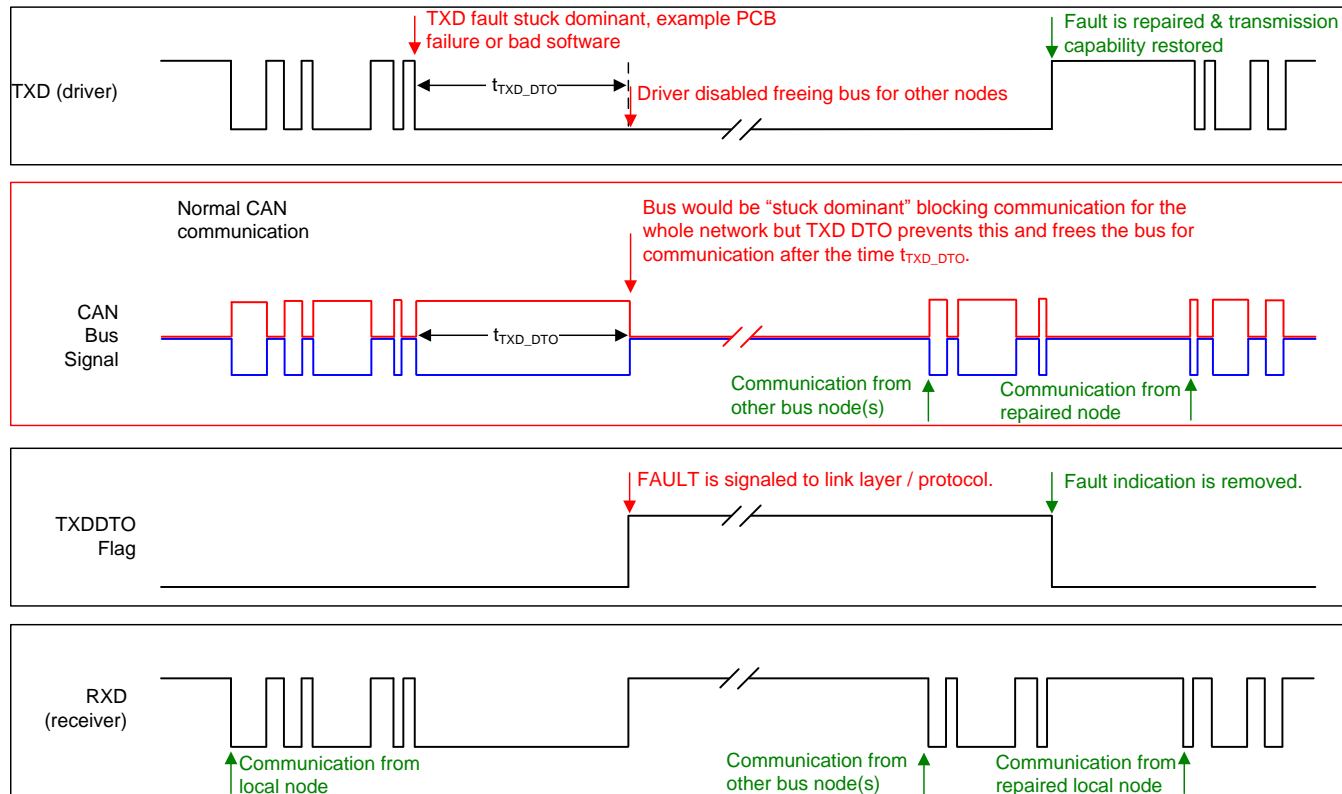 TXD fault stuck dominant, example PCB
failure or bad software
Fault is repaired & transmission
capability restored
TXD (driver)
tTXD_DTO
Driver disabled freeing bus for other nodes
Normal CAN
communication
Bus would be “stuck dominant” blocking communication for the
whole network but TXD DTO prevents this and frees the bus for
communication after the time tTXD_DTO.
CAN
Bus
Signal
tTXD_DTO
Communication from
other bus node(s)
Communication from
repaired node
FAULT is signaled to link layer / protocol.
Fault indication is removed.
TXDDTO
Flag
RXD
(receiver)
Communication from
local node
Communication from
other bus node(s)
Communication from
repaired local node